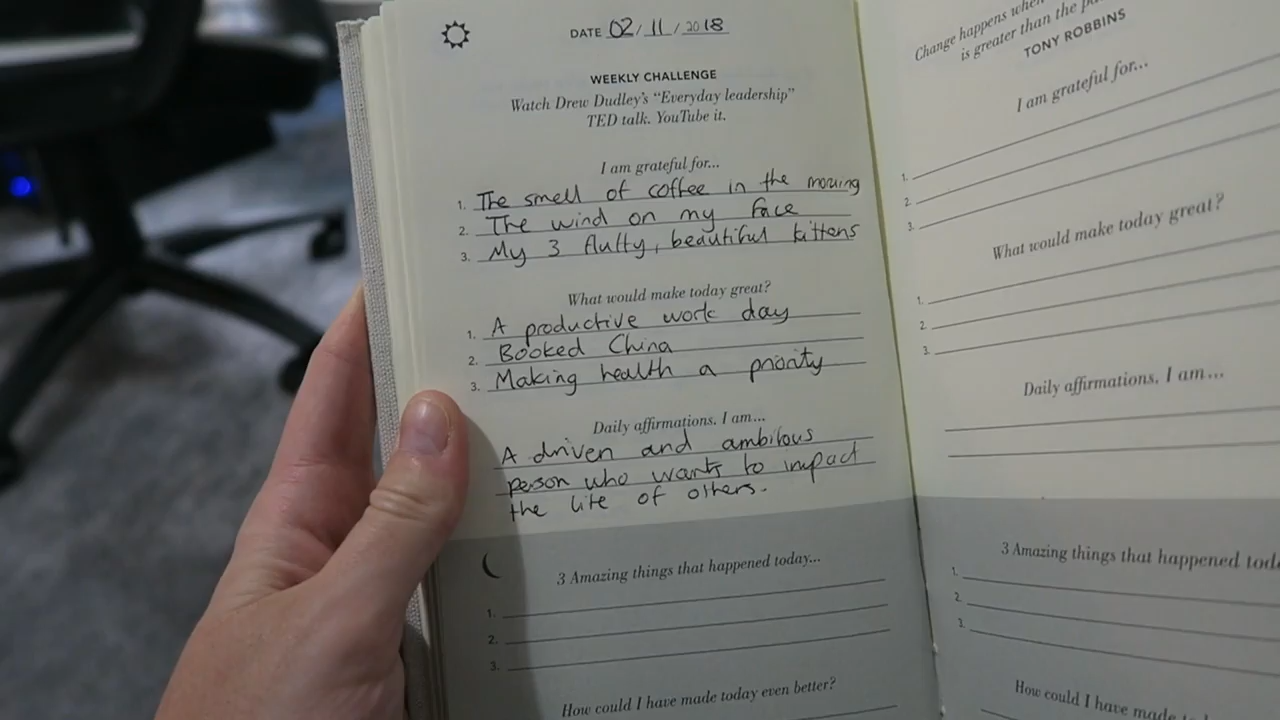 DATE 02/11/2018
WEEKLY CHALLENGE
Watch Drew Dudley's "Everyday leadership"
TED talk. YouTube it.
I am grateful for...
1. The smell of coffee in the moring
2. The wind on my face
3. My 3 fluffy, beautiful kittens
What would make today great?
1. A productive work day
2. Booked China
3. Making health a priority
Daily affirmations. I am...
A driven and ambitous
person who wants to impact
the life of others.
3 Amazing things that happened today...
1.
2.
3.
How could I have made today even better?
Change happens when
is greater than the
TONY ROBBINS
I am grateful for...
1.
2.
3.
What would make today great?
1.
2.
3.
Daily affirmations. I am...
3 Amazing things that happened
1.
2.
3.
How could I have made